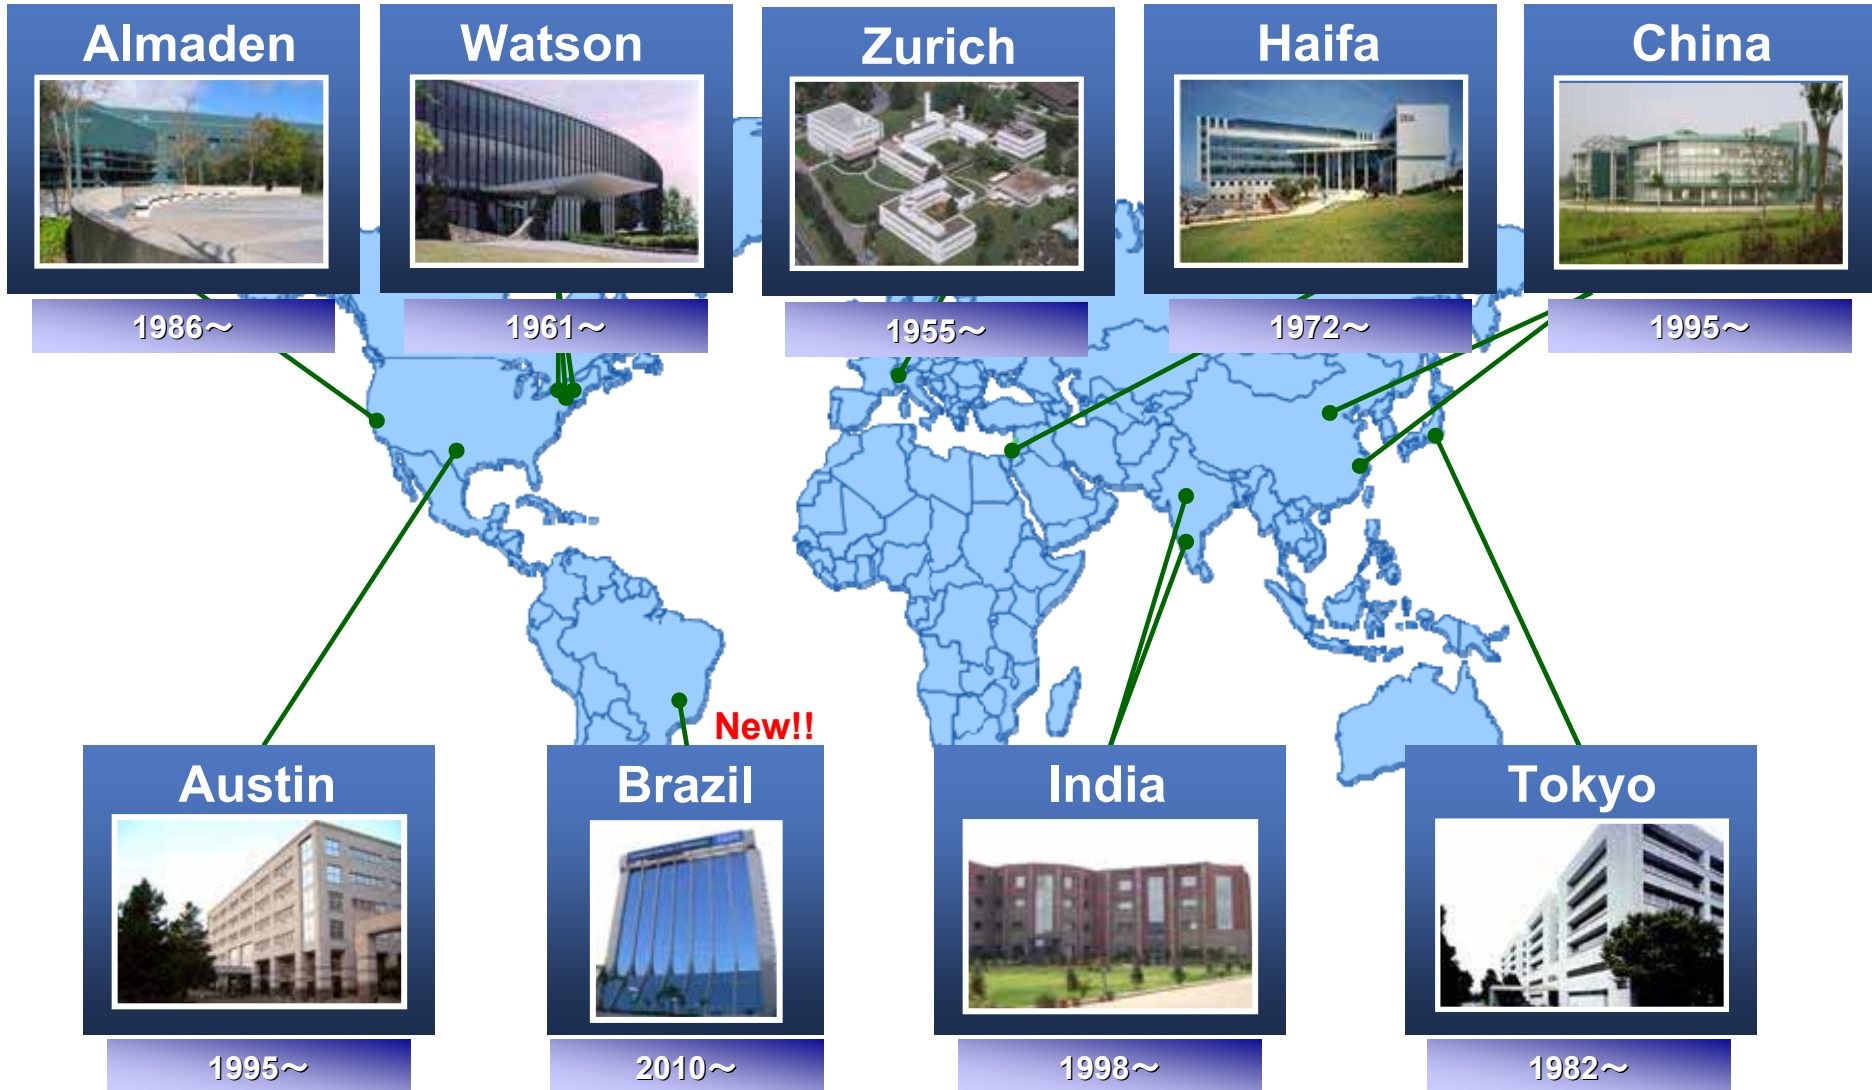 Almaden
Watson
Zurich
Haifa
China
1986～
1961～
1955～
1972～
1995～
New!!
Austin
Brazil
India
Tokyo
1995～
2010～
1998～
1982～